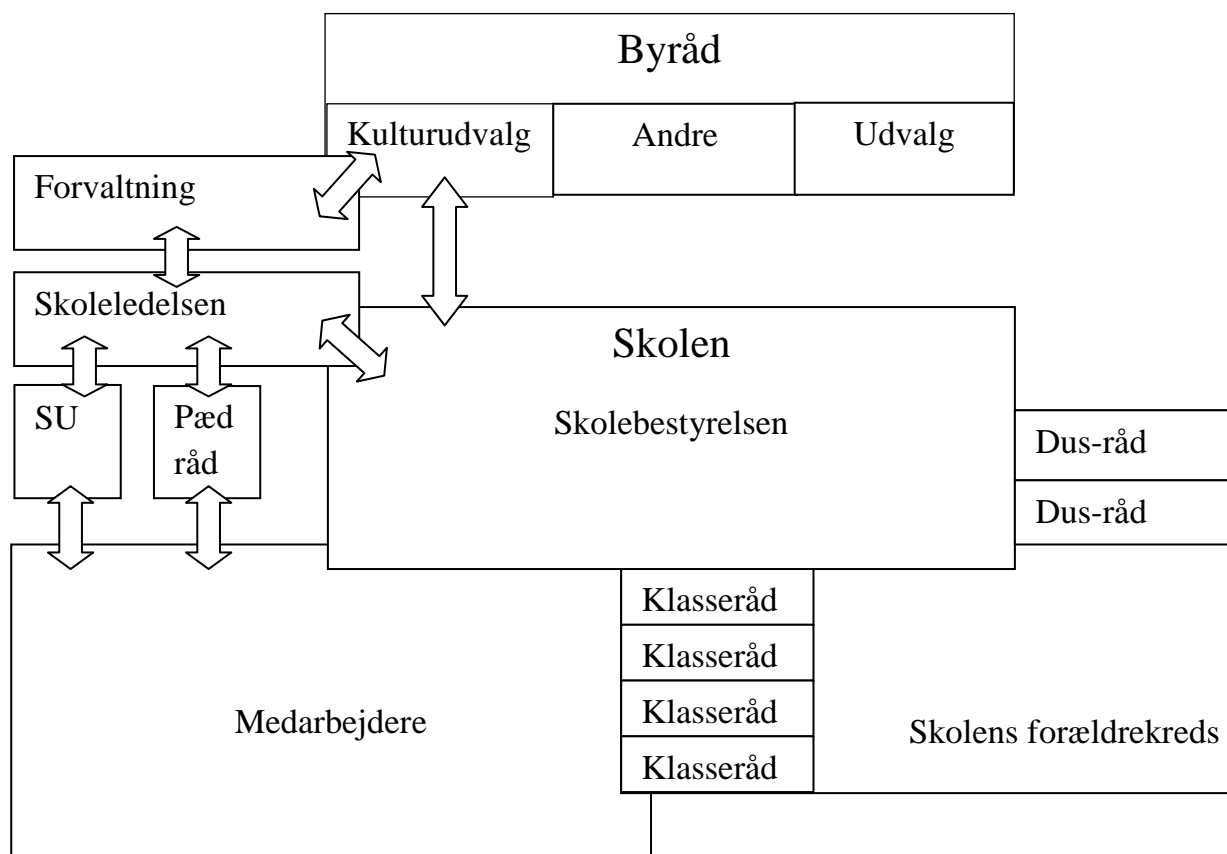 Byråd
Kulturudvalg
Andre
Udvalg
Forvaltning
Skoleledelsen
Skolen
SU
Pæd
råd
Skolebestyrelsen
Dus-råd
Dus-råd
Klasseråd
Klasseråd
Klasseråd
Klasseråd
Medarbejdere
Skolens forældrekreds